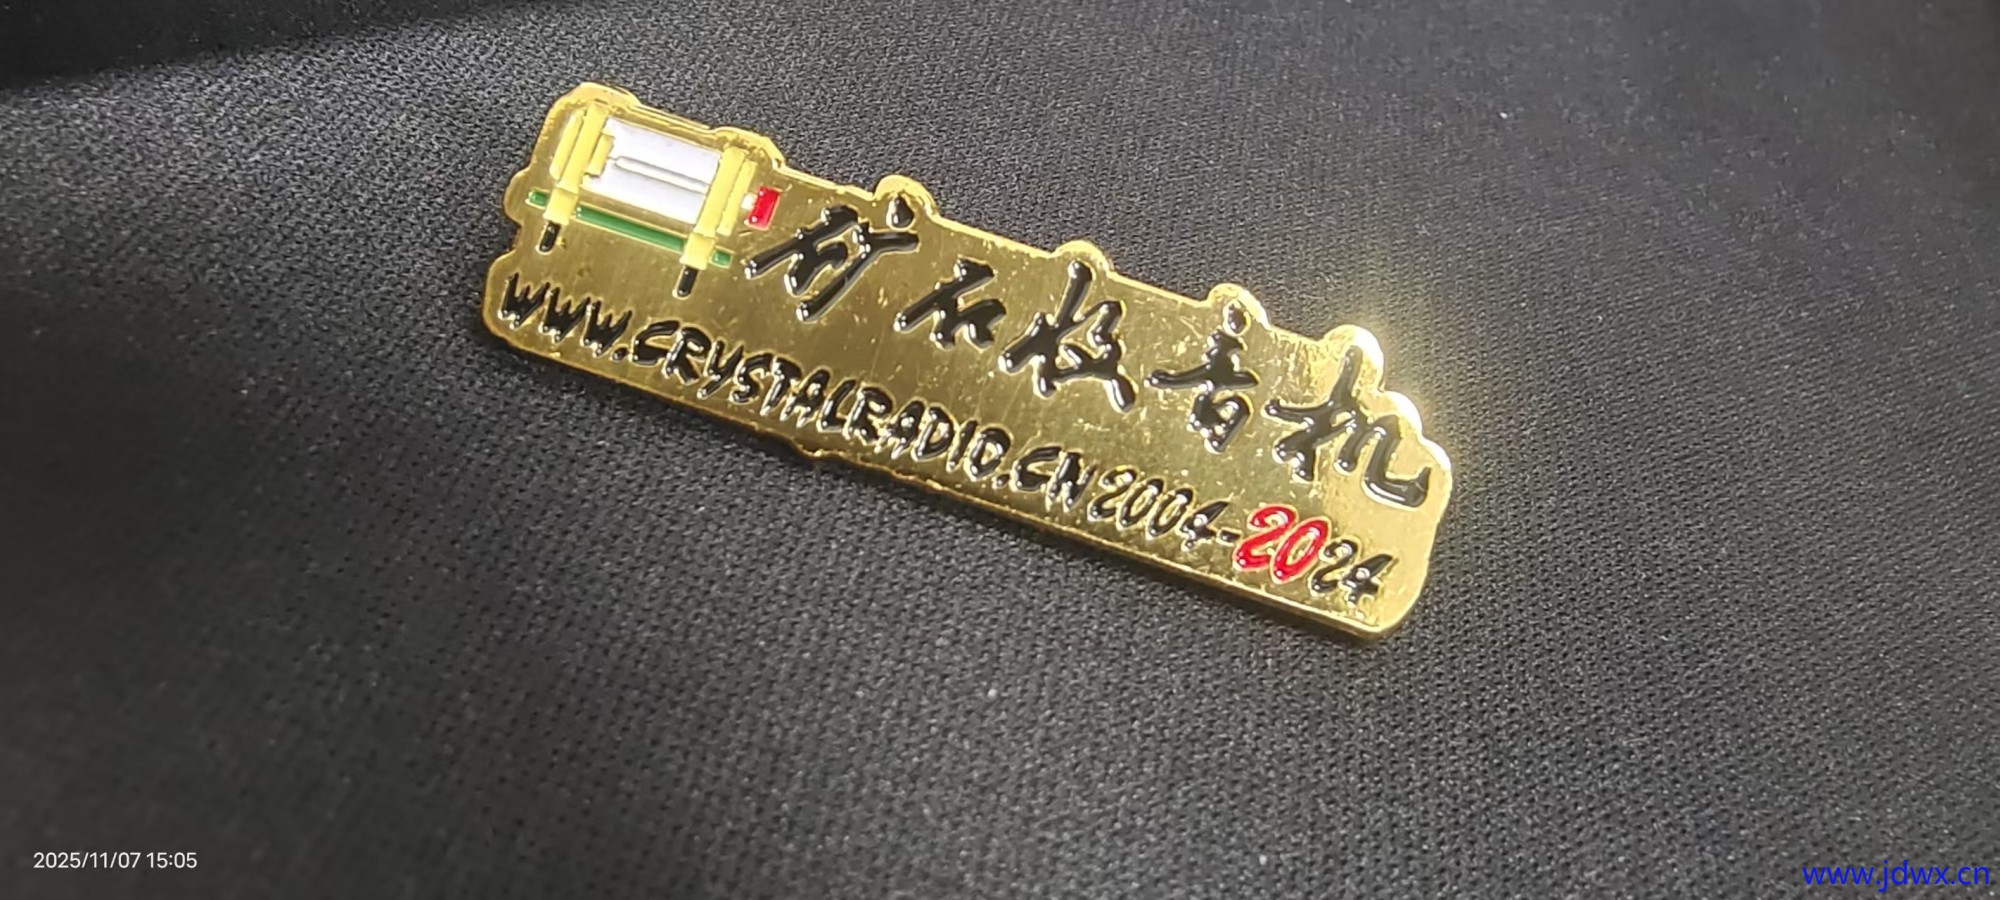 矿石收音机
WWW.CRYSTALRADIO.CN 2004-2024
2025/11/07 15:05
www.jdwx.cn